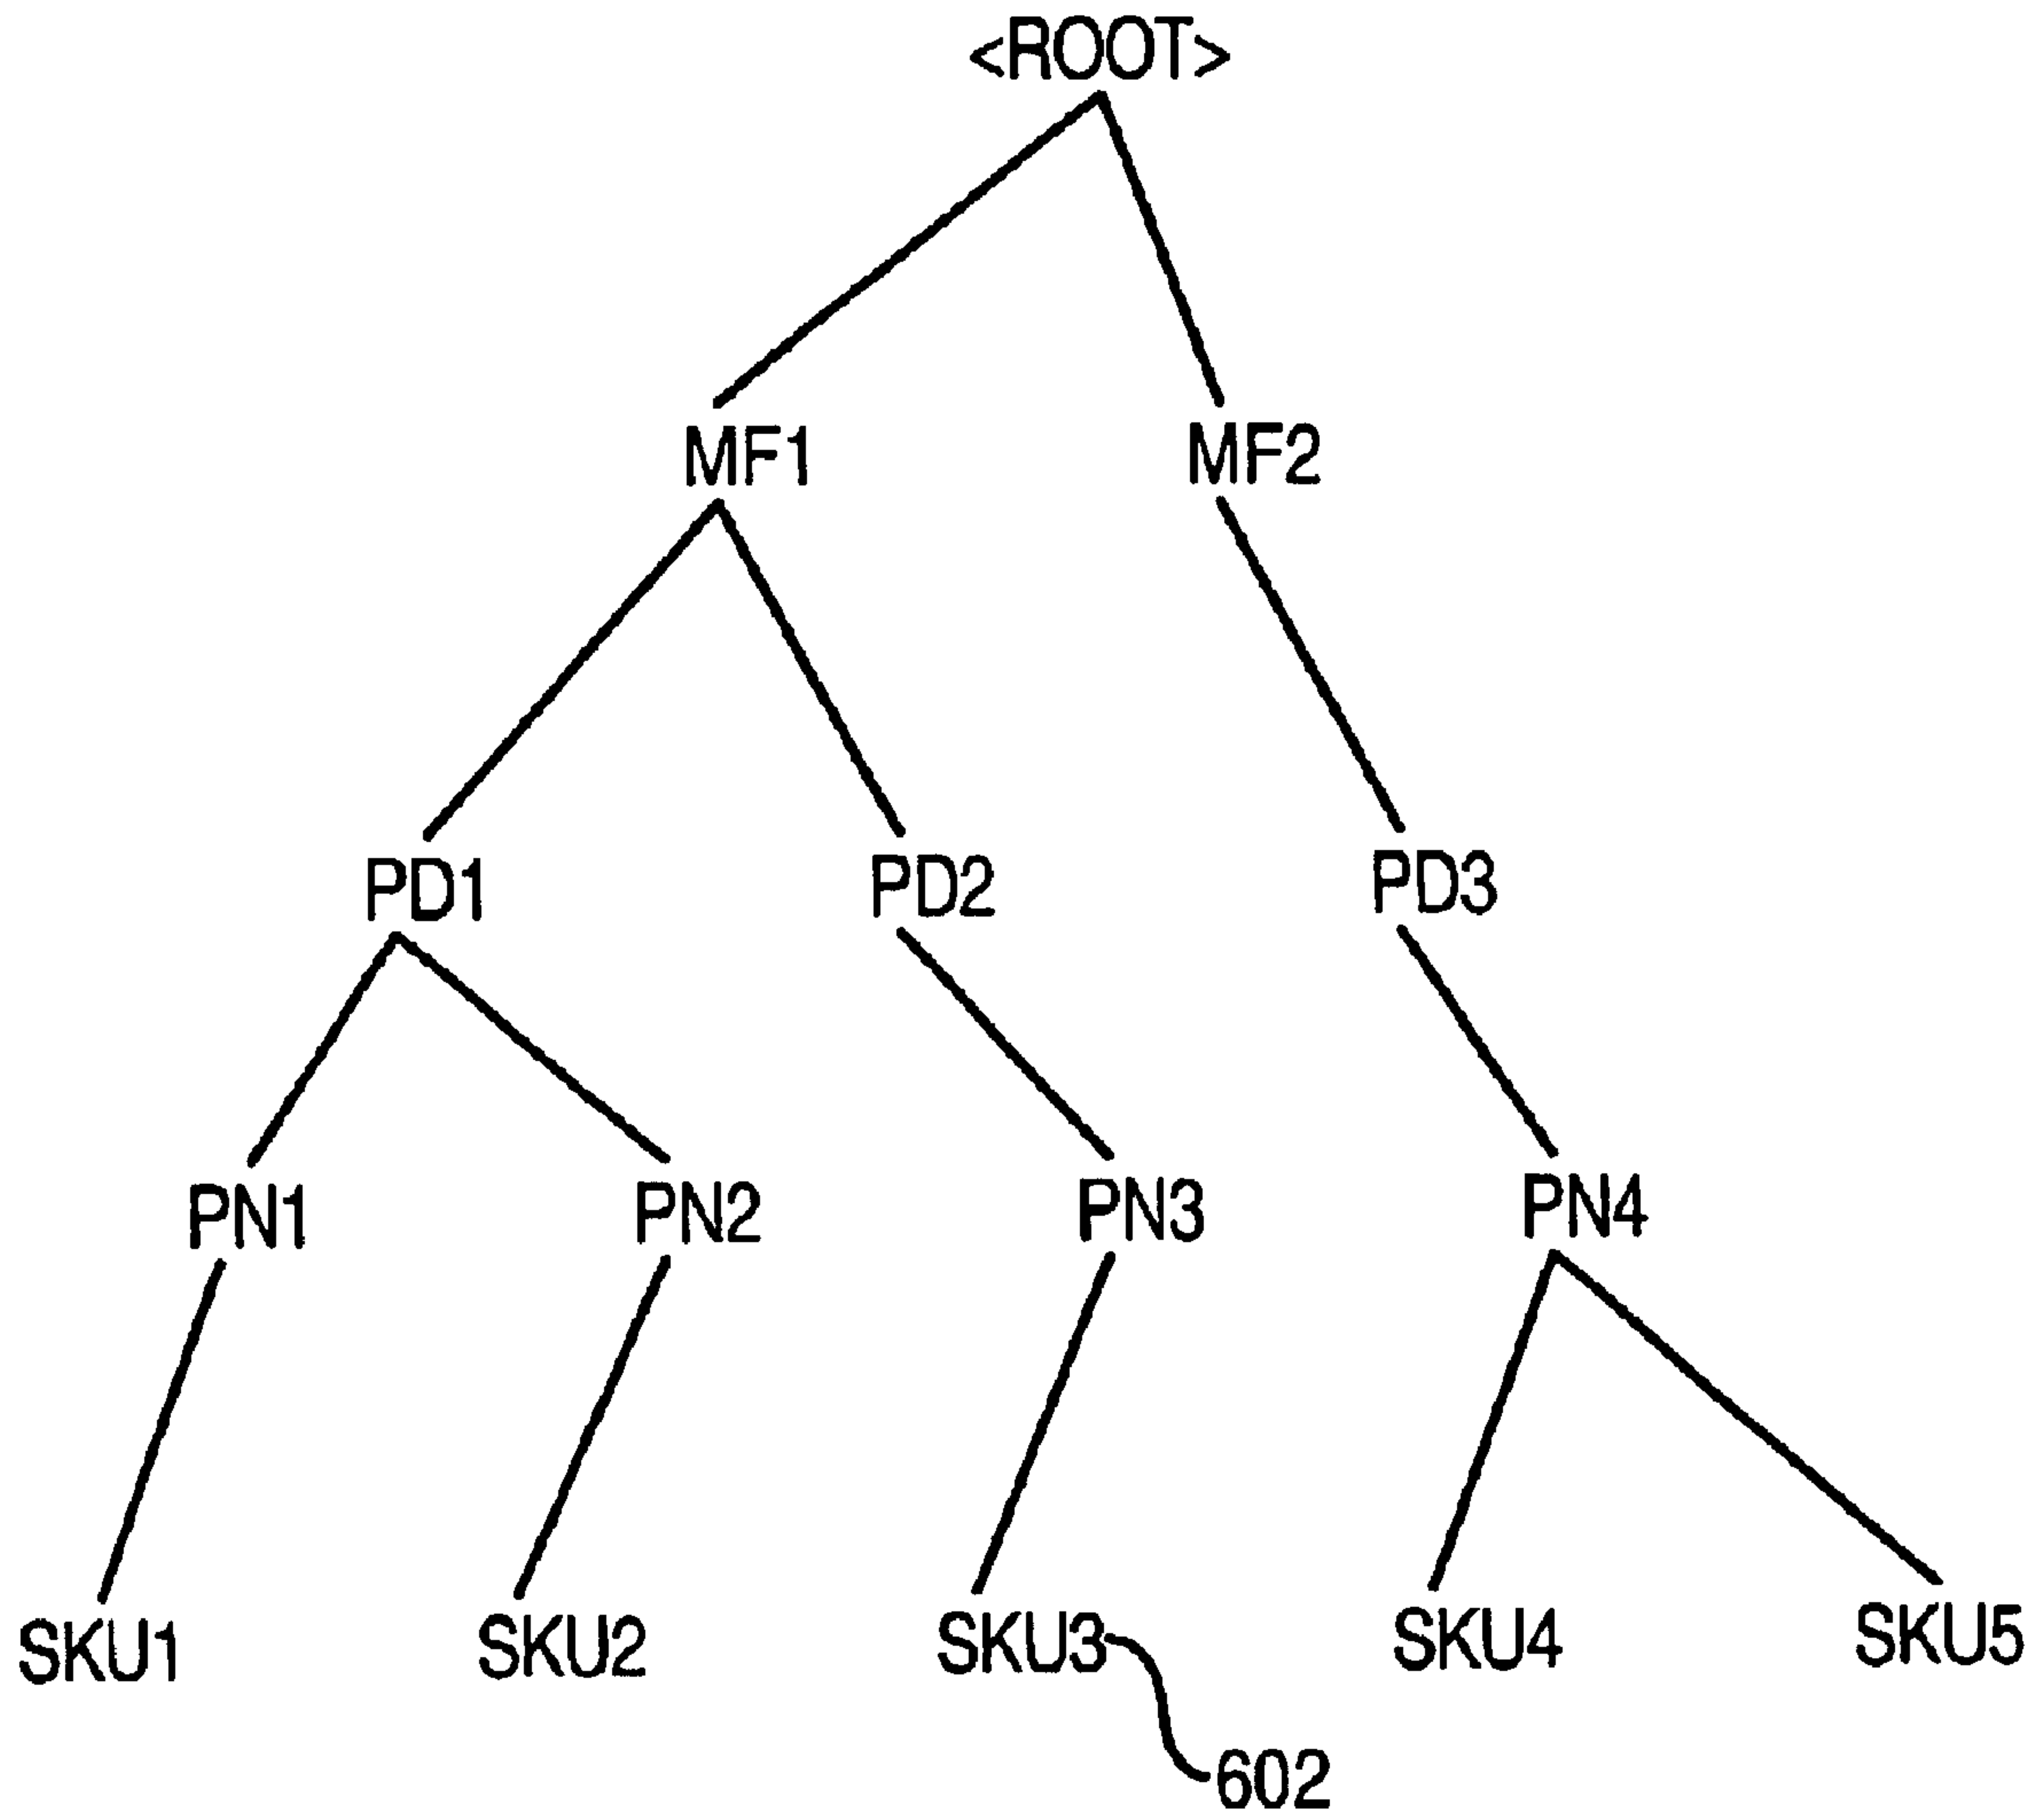 <ROOT>
MF1 MF2
PD1 PD2 PD3
PN1 PN2 PN3 PN4
SKU1 SKU2 SKU3 SKU4 SKU5
602